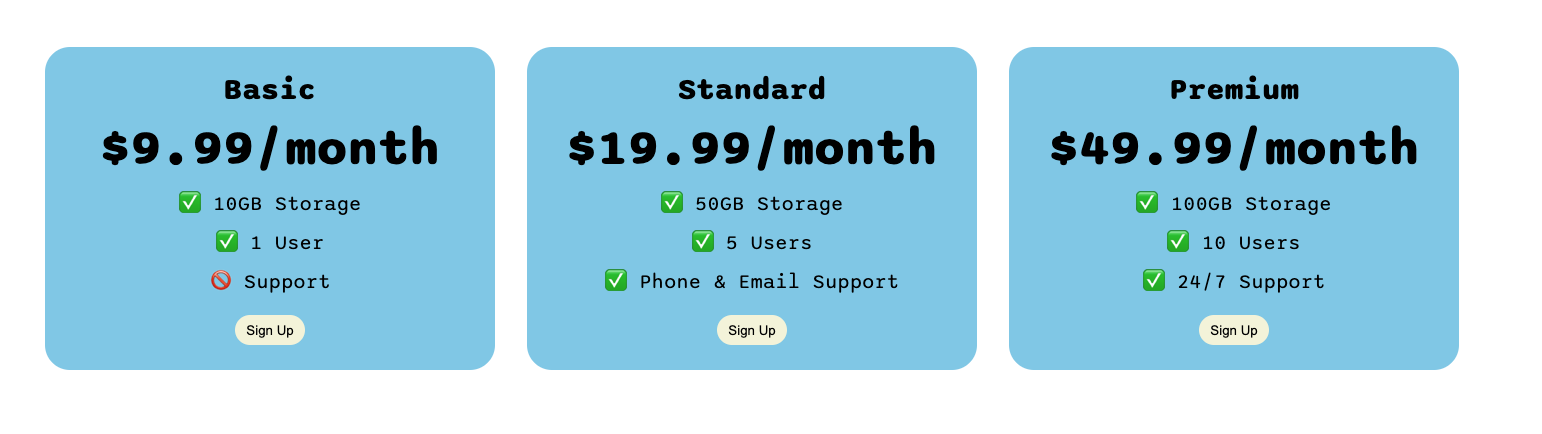 Basic
$9.99/month
✅ 10GB Storage
✅ 1 User
🚫 Support
Sign Up
Standard
$19.99/month
✅ 50GB Storage
✅ 5 Users
✅ Phone & Email Support
Sign Up
Premium
$49.99/month
✅ 100GB Storage
✅ 10 Users
✅ 24/7 Support
Sign Up